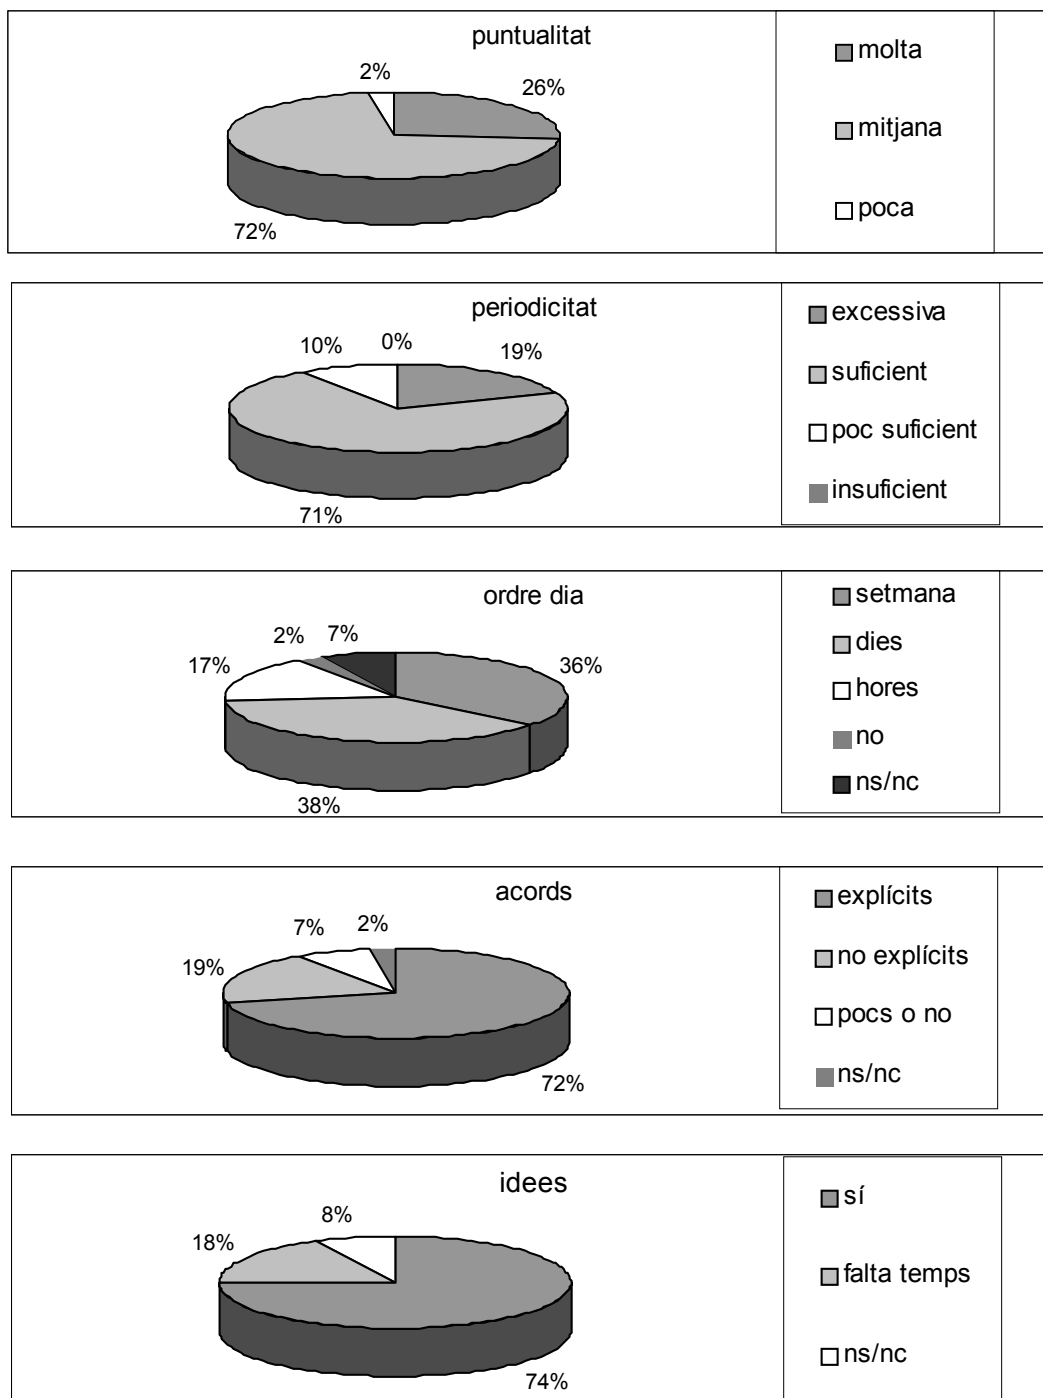 puntualitat
2%
26%
72%
molta
mitjana
poca
periodicitat
10%
0%
19%
71%
excessiva
suficient
poc suficient
insuficient
ordre dia
2%
7%
17%
36%
38%
setmana
dies
hores
no
ns/nc
acords
7%
2%
19%
72%
explícits
no explícits
pocs o no
ns/nc
idees
8%
18%
74%
sí
falta temps
ns/nc